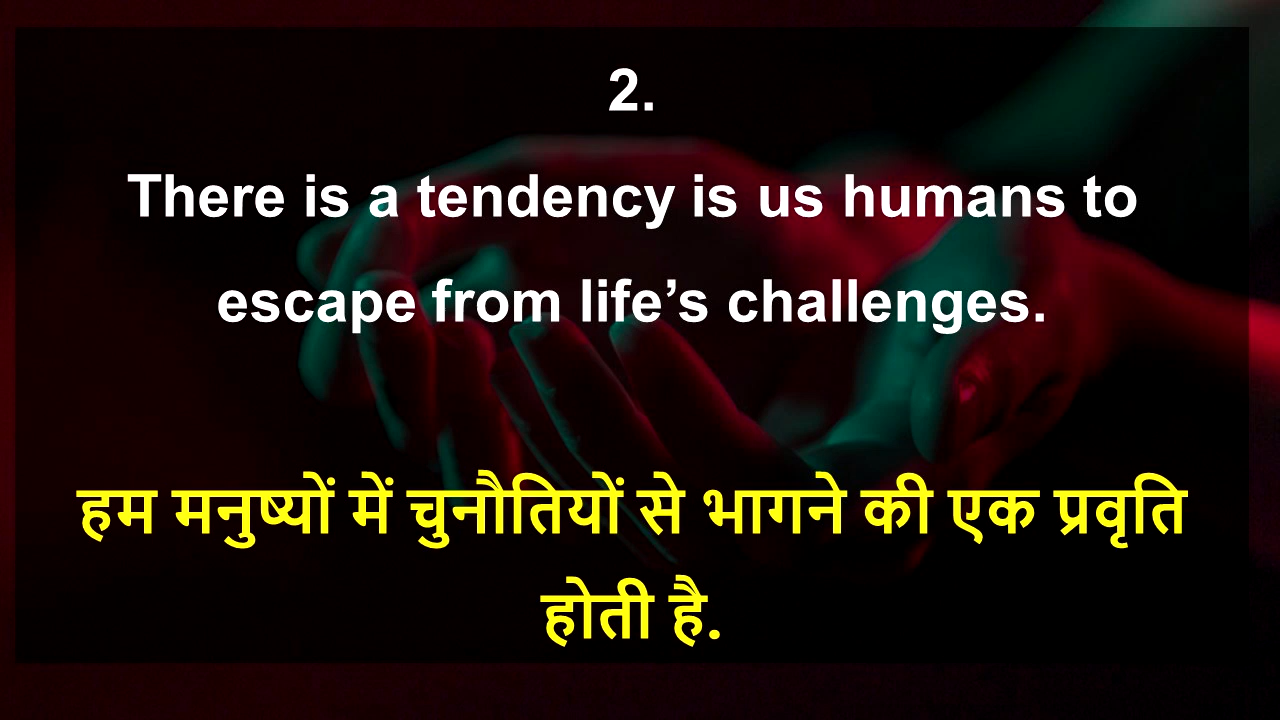 2.
There is a tendency is us humans to
escape from life’s challenges.
हम मनुष्यों में चुनौतियों से भागने की एक प्रवृति
होती है.